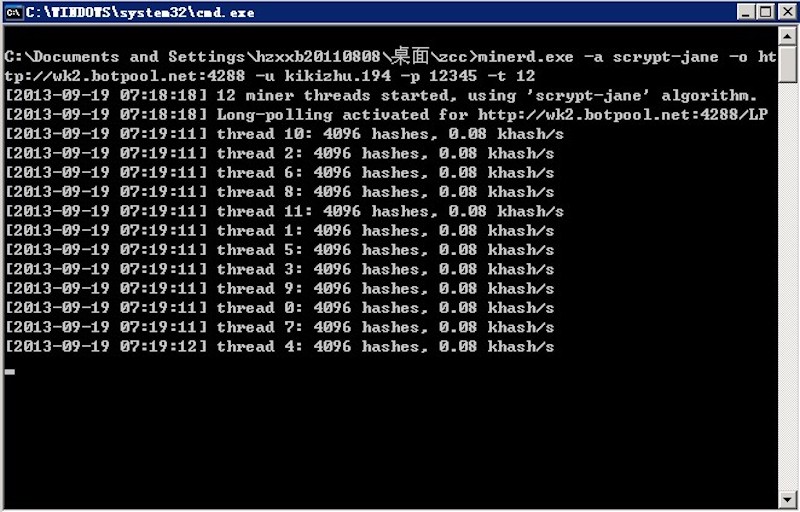 C:\WINDOWS\system32\cmd.exe
C:\Documents and Settings\hzxxb20110808\桌面\zcc>minerd.exe -a scrypt-jane -o ht
tp://wk2.botpool.net:4288 -u kikizhu.194 -p 12345 -t 12
[2013-09-19 07:18:18] 12 miner threads started, using 'scrypt-jane' algorithm.
[2013-09-19 07:18:18] Long-polling activated for http://wk2.botpool.net:4288/LP
[2013-09-19 07:19:11] thread 10: 4096 hashes, 0.08 khash/s
[2013-09-19 07:19:11] thread 2: 4096 hashes, 0.08 khash/s
[2013-09-19 07:19:11] thread 6: 4096 hashes, 0.08 khash/s
[2013-09-19 07:19:11] thread 8: 4096 hashes, 0.08 khash/s
[2013-09-19 07:19:11] thread 11: 4096 hashes, 0.08 khash/s
[2013-09-19 07:19:11] thread 1: 4096 hashes, 0.08 khash/s
[2013-09-19 07:19:11] thread 5: 4096 hashes, 0.08 khash/s
[2013-09-19 07:19:11] thread 3: 4096 hashes, 0.08 khash/s
[2013-09-19 07:19:11] thread 9: 4096 hashes, 0.08 khash/s
[2013-09-19 07:19:11] thread 0: 4096 hashes, 0.08 khash/s
[2013-09-19 07:19:11] thread 7: 4096 hashes, 0.08 khash/s
[2013-09-19 07:19:12] thread 4: 4096 hashes, 0.08 khash/s